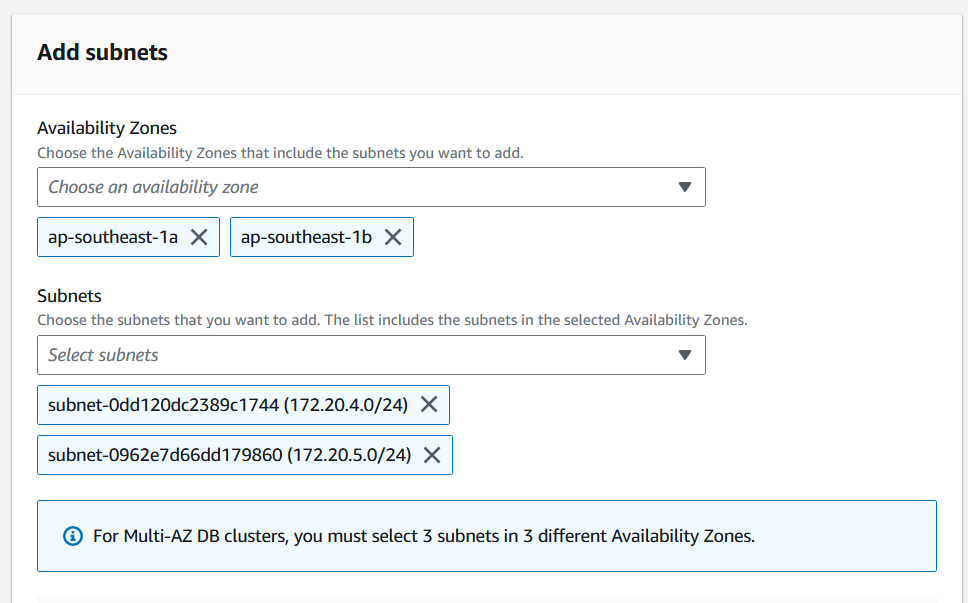 Add subnets
Availability Zones
Choose the Availability Zones that include the subnets you want to add.
Choose an availability zone
ap-southeast-1a
ap-southeast-1b
Subnets
Choose the subnets that you want to add. The list includes the subnets in the selected Availability Zones.
Select subnets
subnet-0dd120dc2389c1744 (172.20.4.0/24)
subnet-0962e7d66dd179860 (172.20.5.0/24)
For Multi-AZ DB clusters, you must select 3 subnets in 3 different Availability Zones.